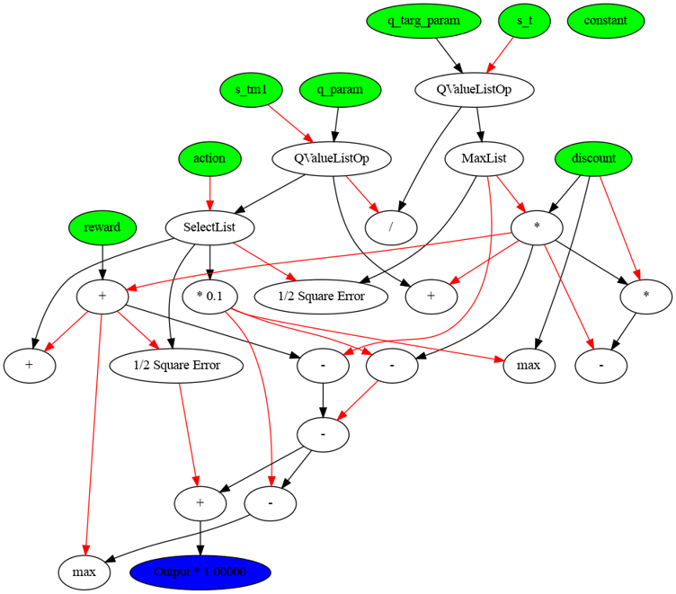 q_targ_param
s_t
constant
s_tm1
q_param
QValueListOp
action
QValueListOp
MaxList
discount
reward
SelectList
/
*
+
* 0.1
1/2 Square Error
+
*
+
1/2 Square Error
-
-
max
-
-
+
-
max
Output * 1.00000